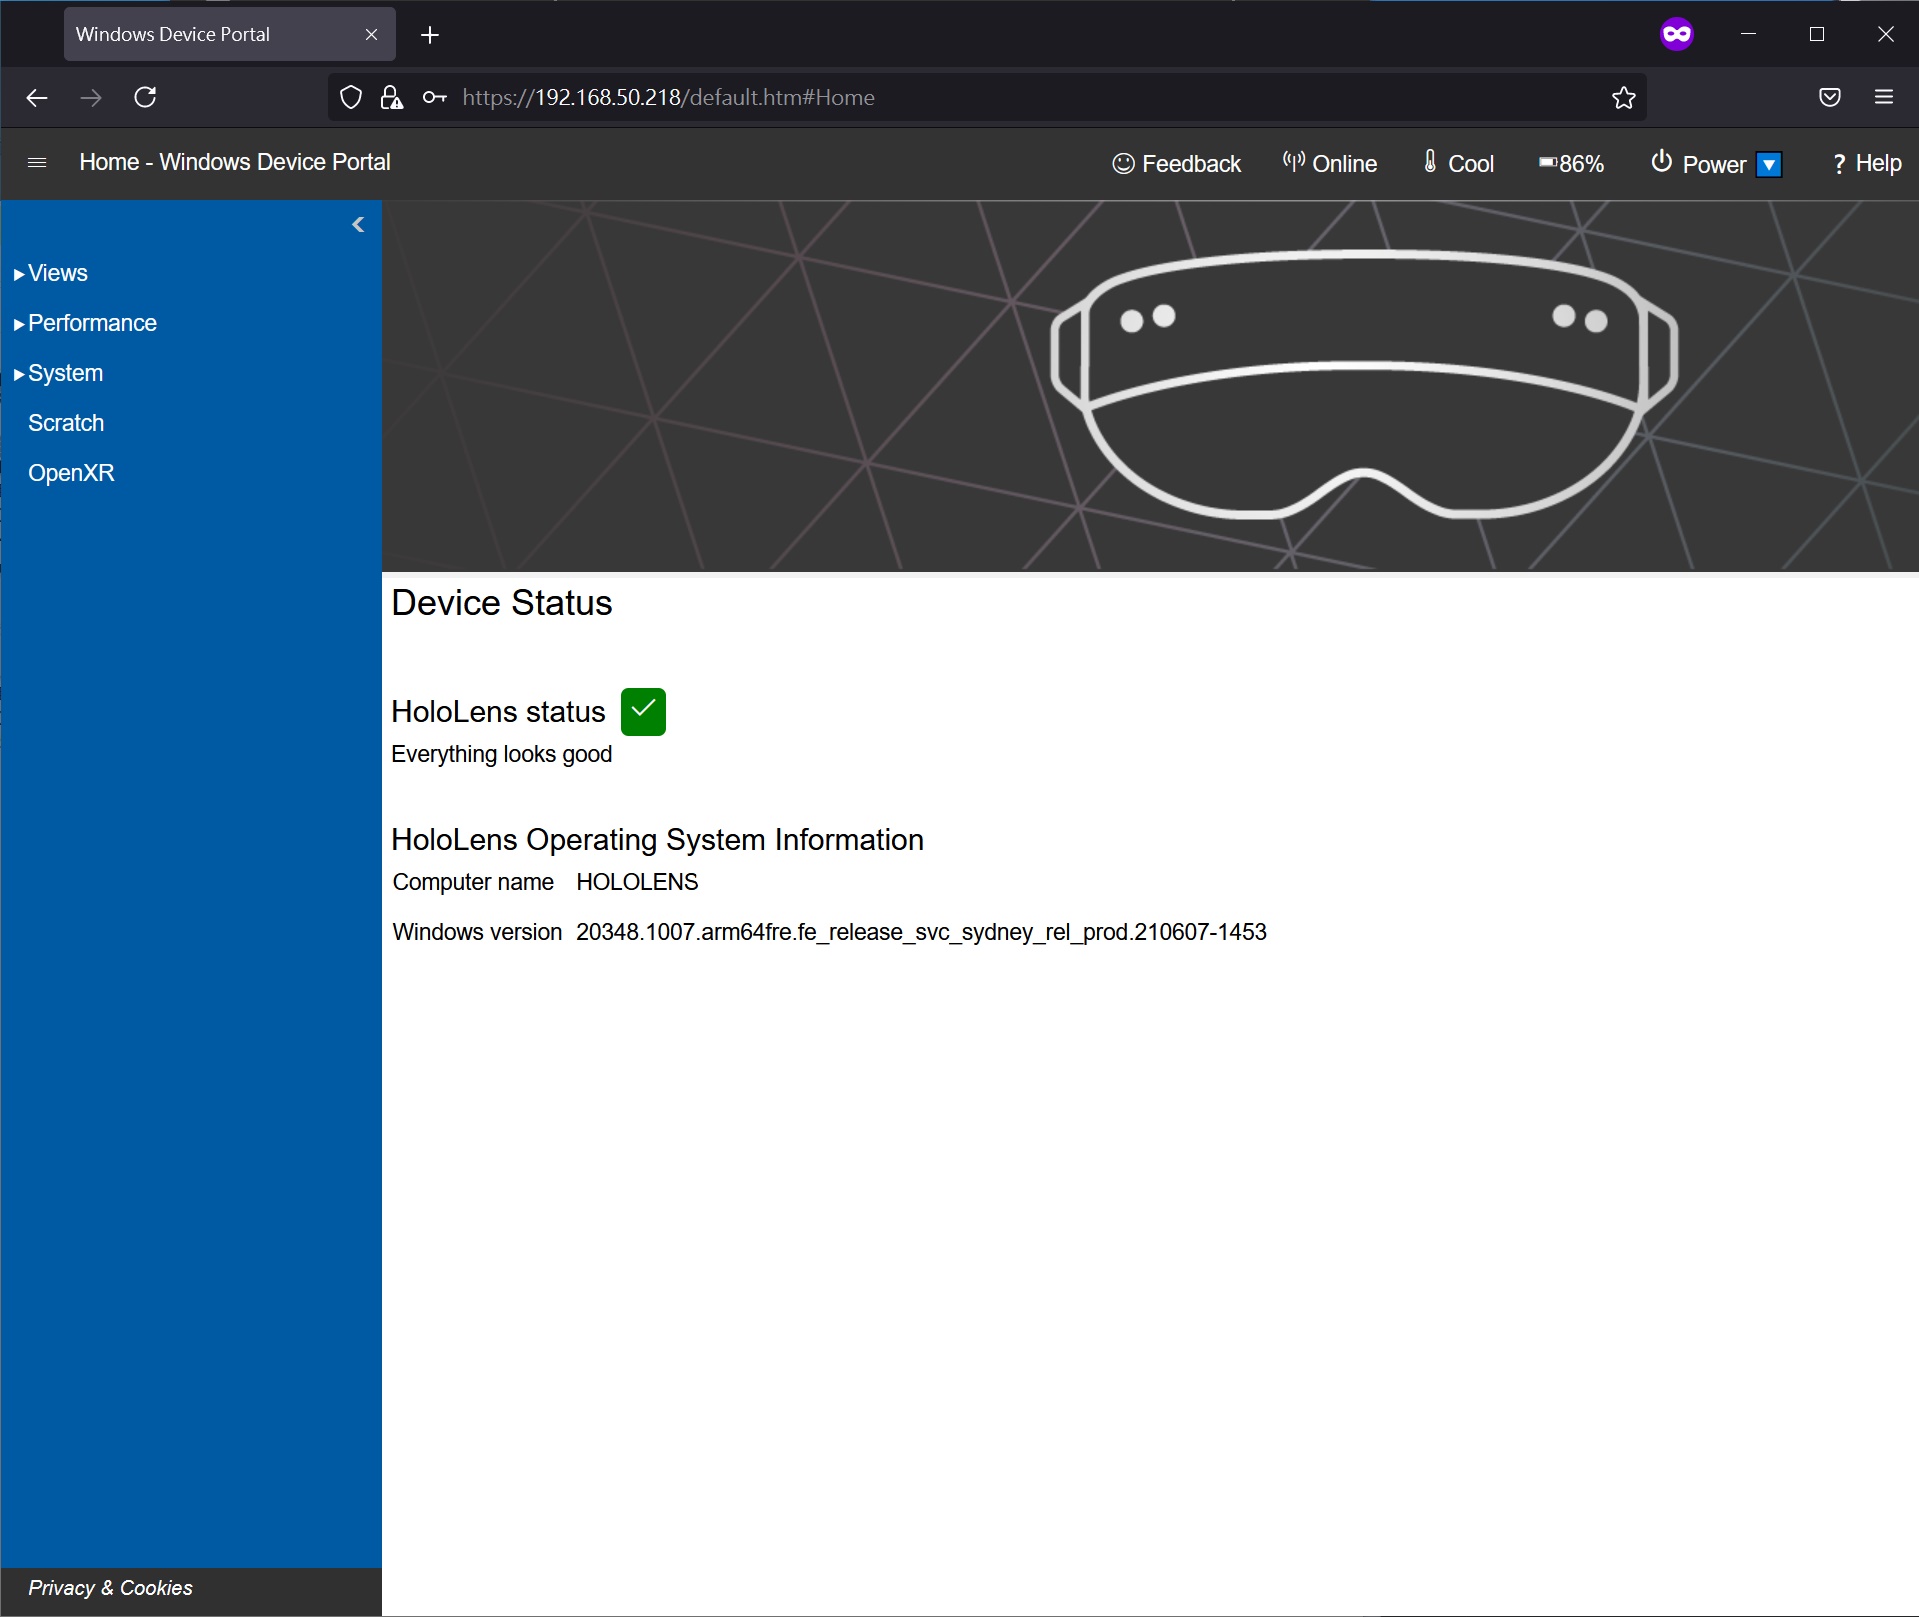 Windows Device Portal
https://192.168.50.218/default.htm#Home
Home - Windows Device Portal
Feedback
Online
Cool
86%
Power
? Help
Views
Performance
System
Scratch
OpenXR
Device Status
HoloLens status
Everything looks good
HoloLens Operating System Information
Computer name HOLOLENS
Windows version 20348.1007.arm64fre.fe_release_svc_sydney_rel_prod.210607-1453
Privacy & Cookies